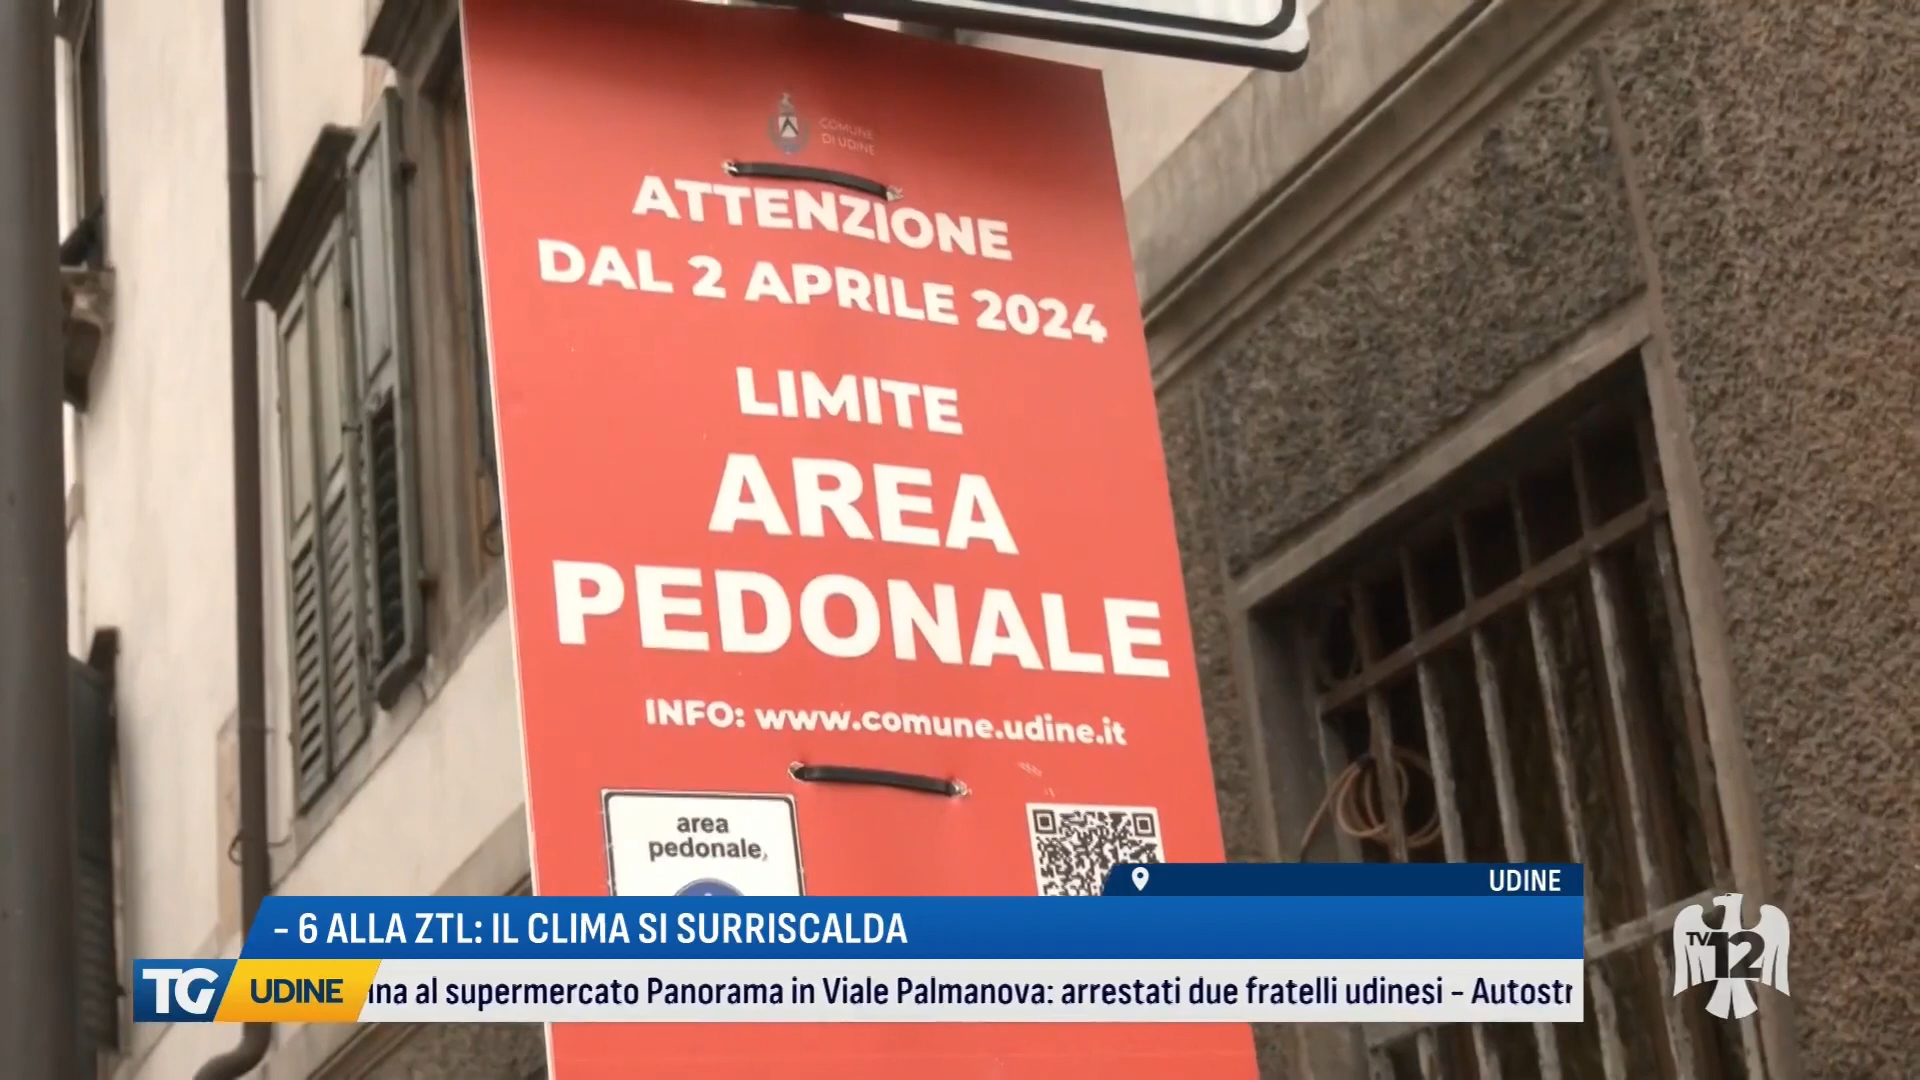 COMUNE
DI UDINE
ATTENZIONE
DAL 2 APRILE 2024
LIMITE
AREA
PEDONALE
INFO: www.comune.udine.it
area
pedonale
UDINE
- 6 ALLA ZTL: IL CLIMA SI SURRISCALDA
TG UDINE
al supermercato Panorama in Viale Palmanova: arrestati due fratelli udinesi -
TV 12